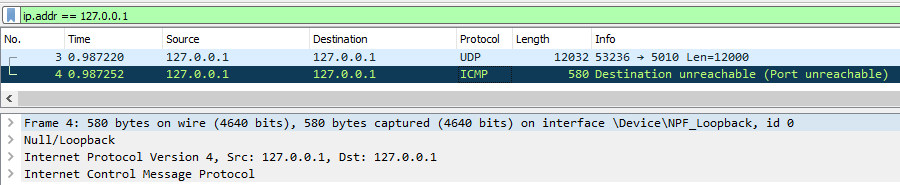 ip.addr == 127.0.0.1
No. Time Source Destination Protocol Length Info
3 0.987220 127.0.0.1 127.0.0.1 UDP 12032 53236 → 5010 Len=12000
4 0.987252 127.0.0.1 127.0.0.1 ICMP 580 Destination unreachable (Port unreachable)
Frame 4: 580 bytes on wire (4640 bits), 580 bytes captured (4640 bits) on interface \Device\NPF_Loopback, id 0
Null/Loopback
Internet Protocol Version 4, Src: 127.0.0.1, Dst: 127.0.0.1
Internet Control Message Protocol